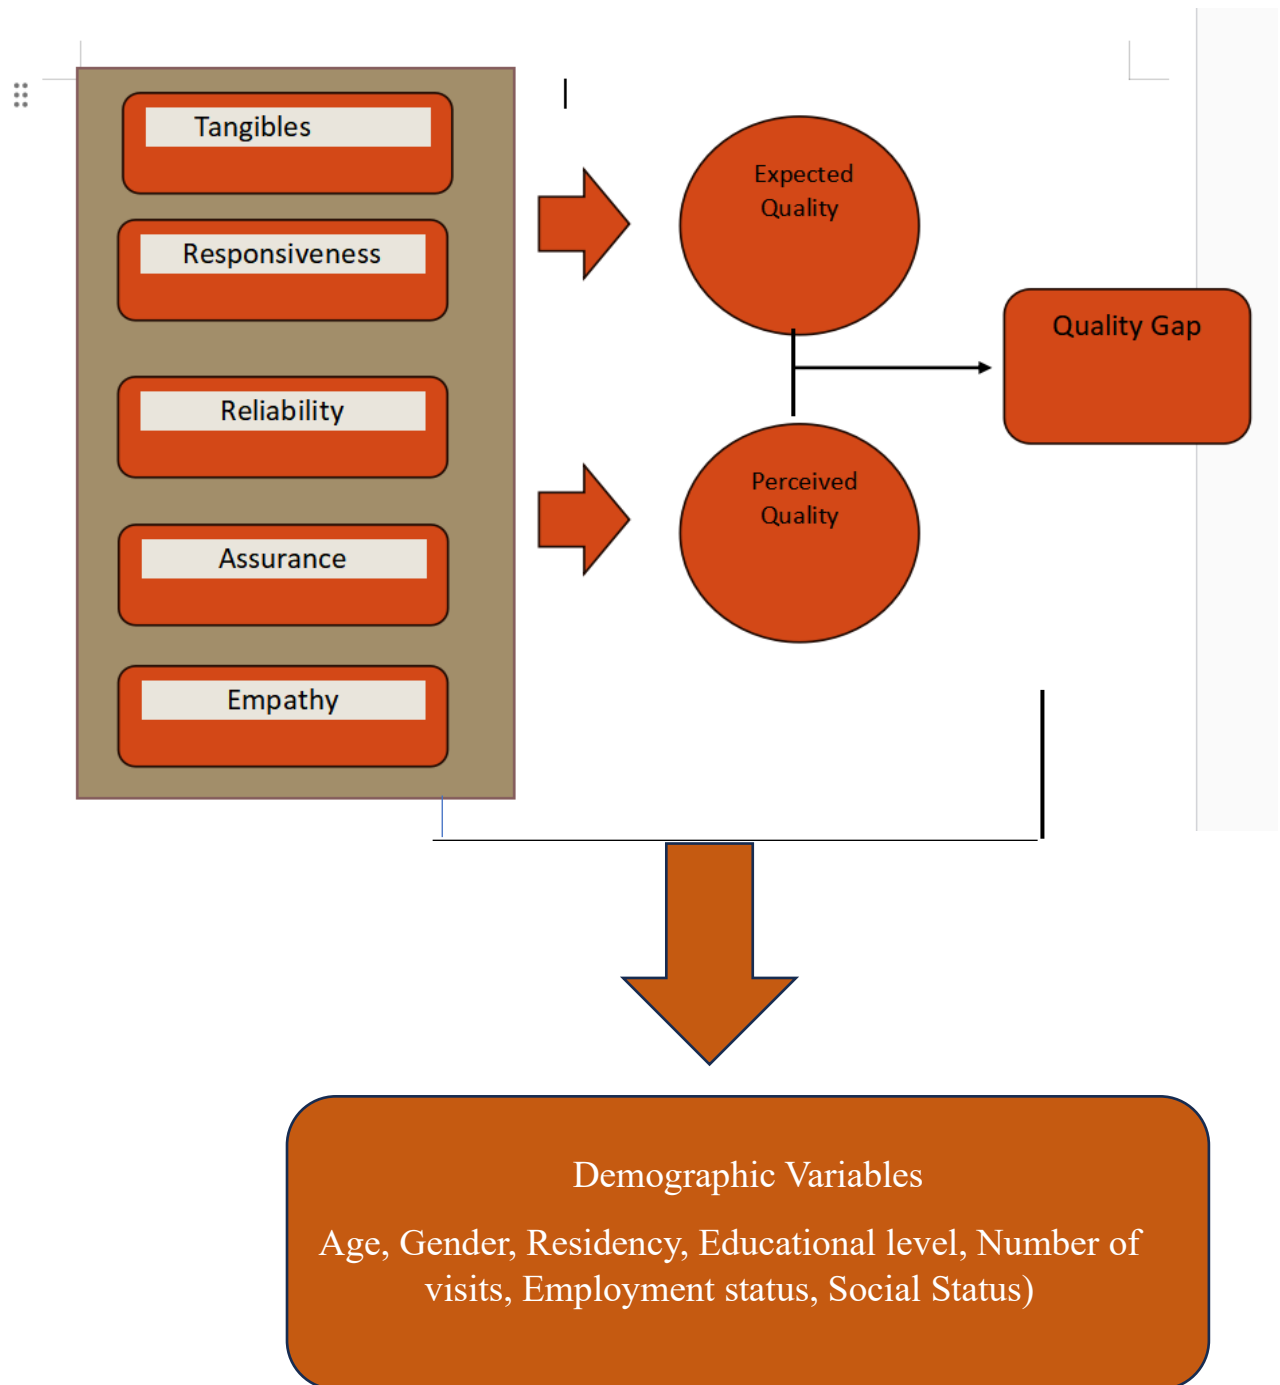 Tangibles
Responsiveness
Reliability
Assurance
Empathy
Expected
Quality
Perceived
Quality
Quality Gap
Demographic Variables
Age, Gender, Residency, Educational level, Number of
visits, Employment status, Social Status)